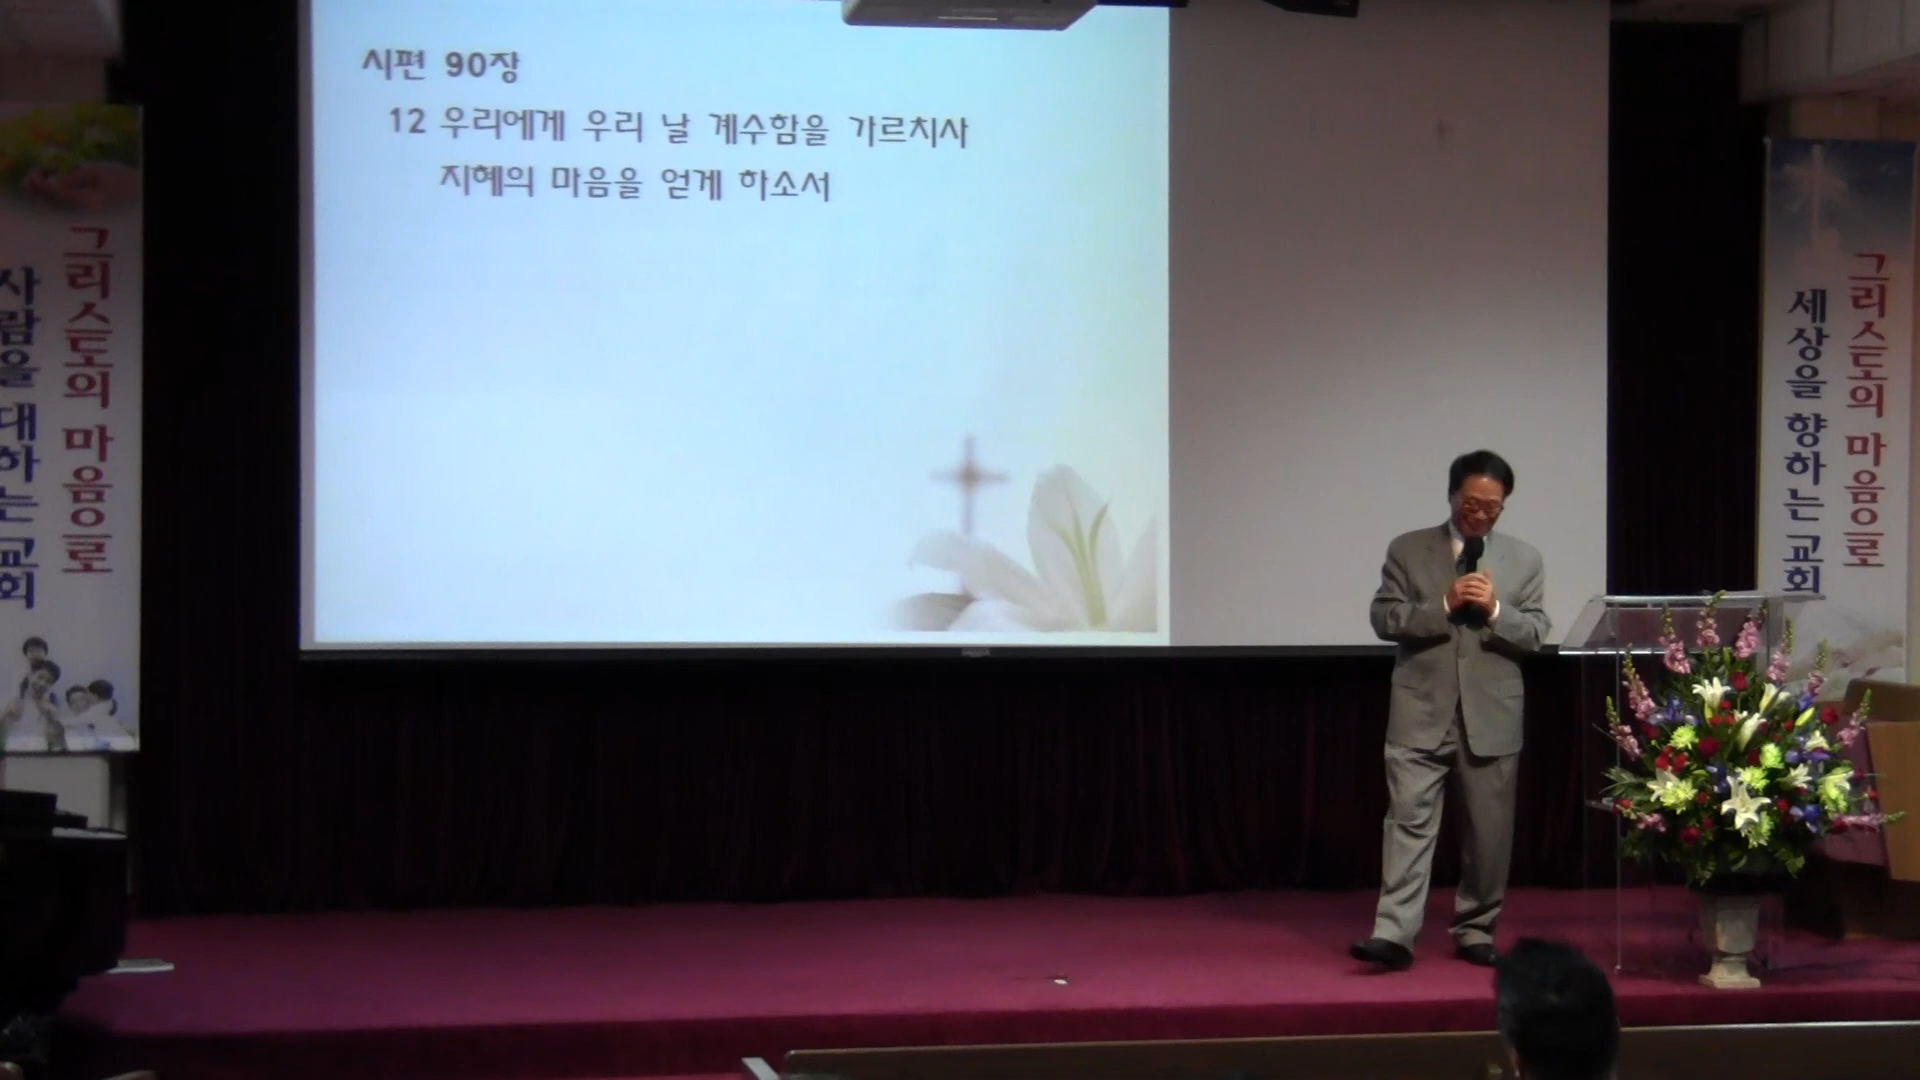 시편 90장
12 우리에게 우리 날 계수함을 가르치사
지혜의 마음을 얻게 하소서
그리스도의 마음으로
사람을 대하는 교회
그리스도의 마음으로
세상을 향하는 교회